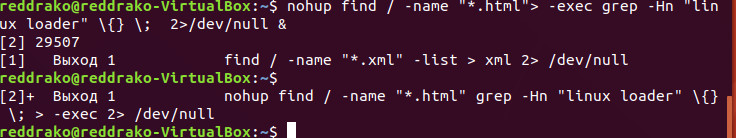 reddrako@reddrako-VirtualBox:~$ nohup find / -name "*.html"> -exec grep -Hn "lin
ux loader" \{} \;  2>/dev/null &
[2] 29507
[1]   Выход 1              find / -name "*.xml" -list > xml 2> /dev/null
reddrako@reddrako-VirtualBox:~$
[2]+  Выход 1              nohup find / -name "*.html" grep -Hn "linux loader" \{}
 \; > -exec 2> /dev/null
reddrako@reddrako-VirtualBox:~$